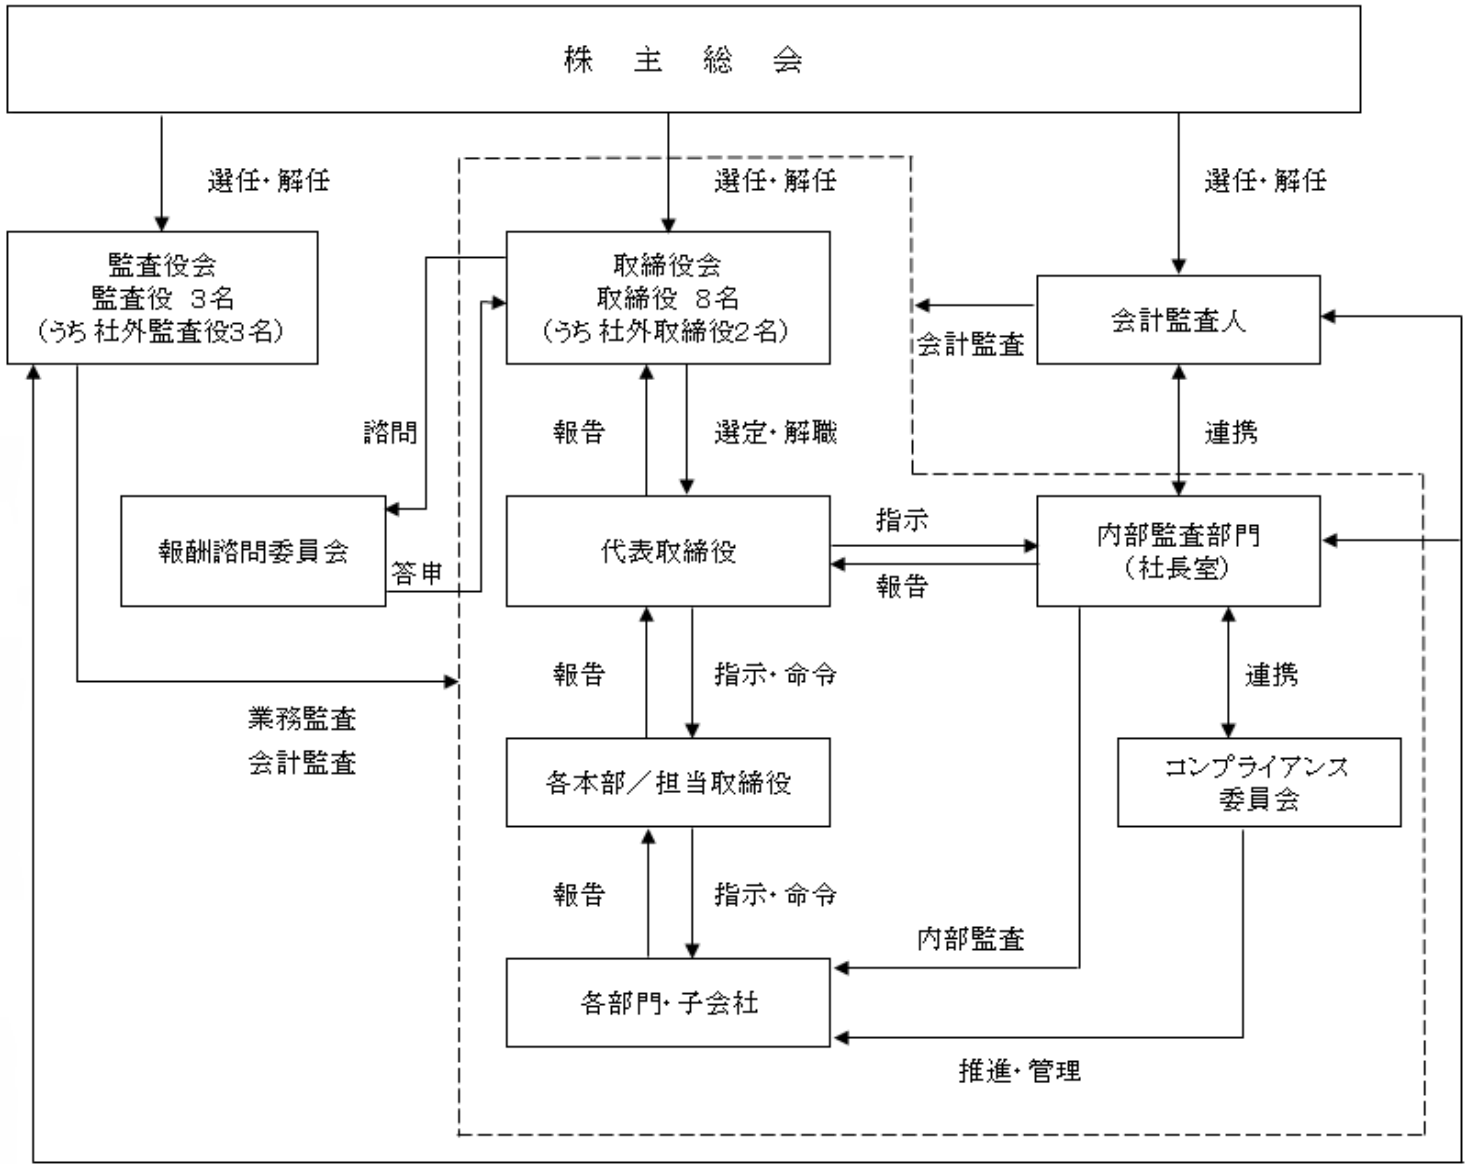 株 主 総 会
選任・解任
選任・解任
選任・解任
監査役会
監査役 3名
(うち社外監査役3名)
取締役会
取締役 8名
(うち社外取締役2名)
会計監査人
会計監査
諮問
報告
選定・解職
連携
報酬諮問委員会
答申
代表取締役
指示
報告
内部監査部門
(社長室)
報告
指示・命令
連携
業務監査
会計監査
各本部／担当取締役
コンプライアンス
委員会
報告
指示・命令
内部監査
各部門・子会社
推進・管理